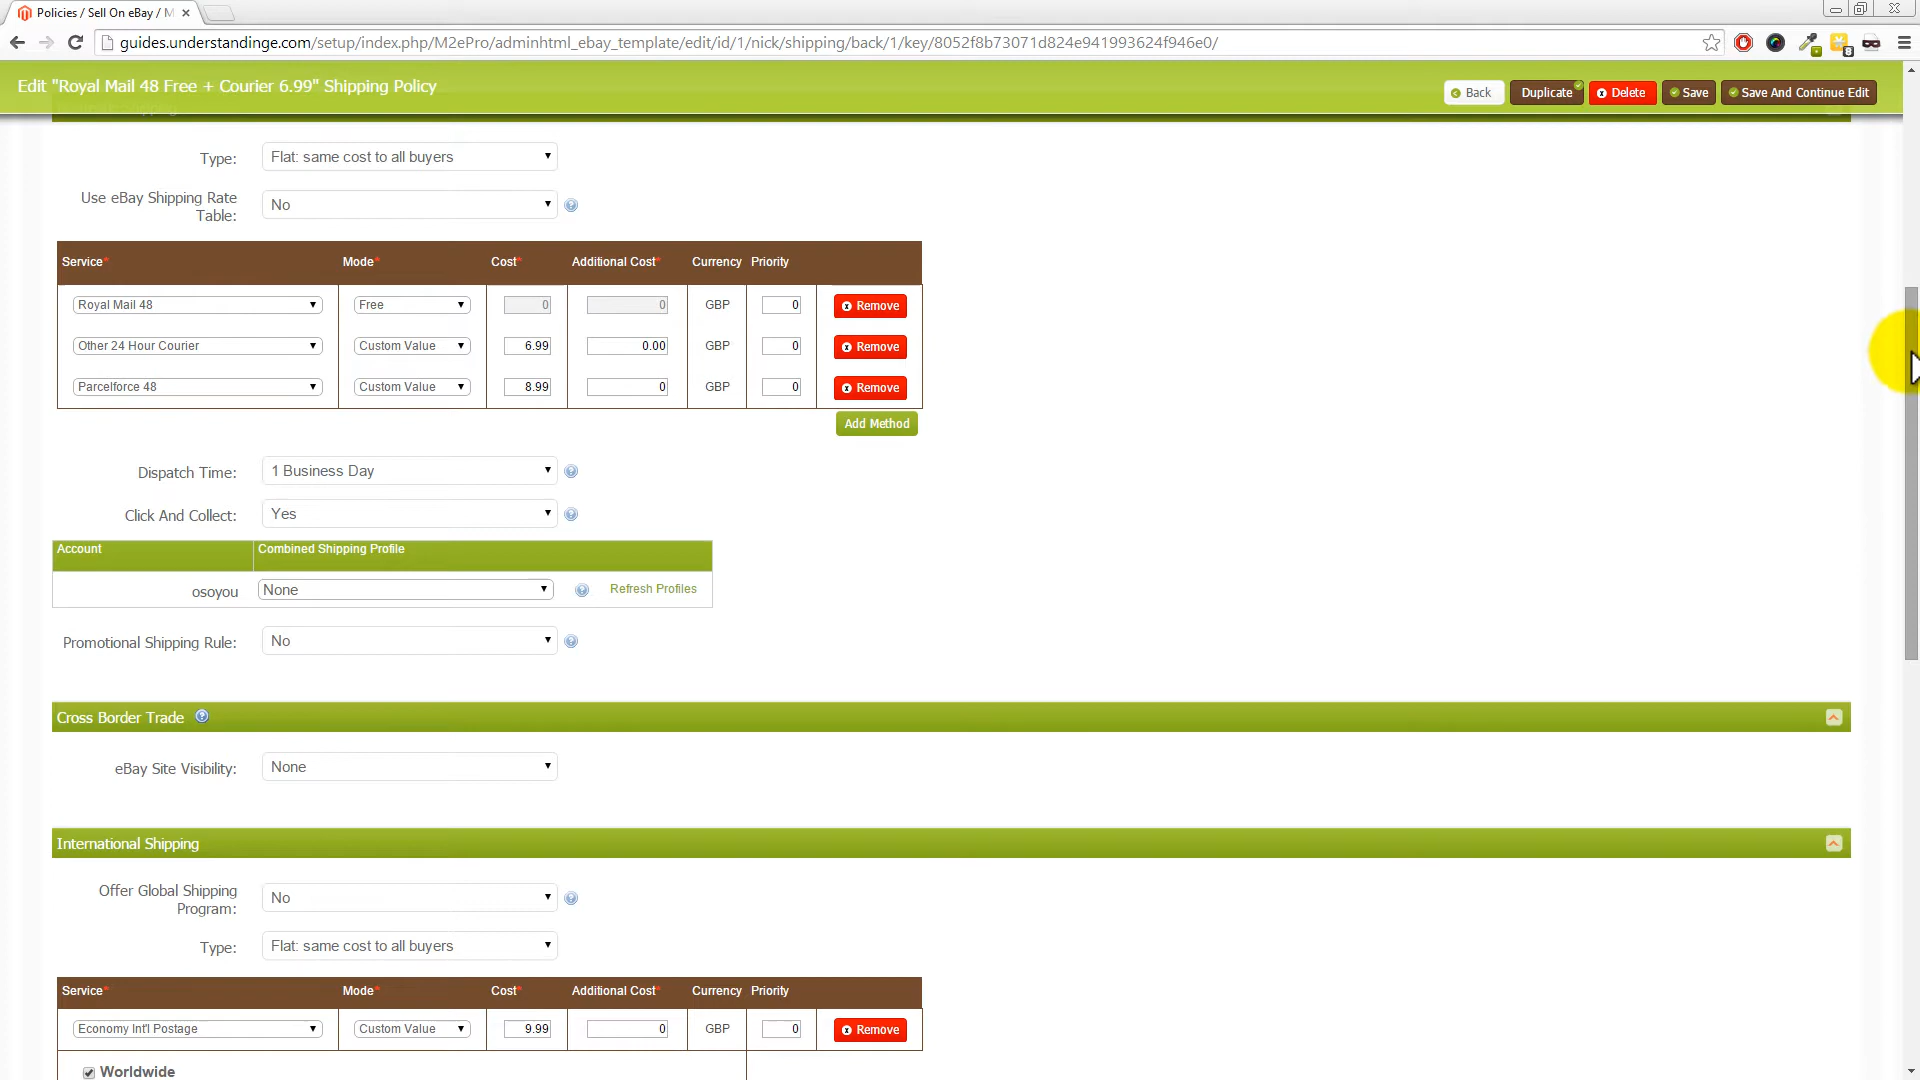 Policies / Sell On eBay / M
guides.understandinge.com/setup/index.php/M2ePro/adminhtml_ebay_template/edit/id/1/nick/shipping/back/1/key/8052f8b73071d824e941993624f946e0/
8
Edit "Royal Mail 48 Free + Courier 6.99" Shipping Policy
Back
Duplicate
Delete
Save
Save And Continue Edit
Type:
Flat: same cost to all buyers
Use eBay Shipping Rate
Table:
No
Service* Mode* Cost* Additional Cost* Currency Priority
Royal Mail 48 Free 0 0 GBP 0 Remove
Other 24 Hour Courier Custom Value 6.99 0.00 GBP 0 Remove
Parcelforce 48 Custom Value 8.99 0 GBP 0 Remove
Add Method
Dispatch Time: 1 Business Day
Click And Collect: Yes
Account Combined Shipping Profile
osoyou None Refresh Profiles
Promotional Shipping Rule: No
Cross Border Trade
eBay Site Visibility: None
International Shipping
Offer Global Shipping
Program:
No
Type: Flat: same cost to all buyers
Service* Mode* Cost* Additional Cost* Currency Priority
Economy Int'l Postage Custom Value 9.99 0 GBP 0 Remove
Worldwide